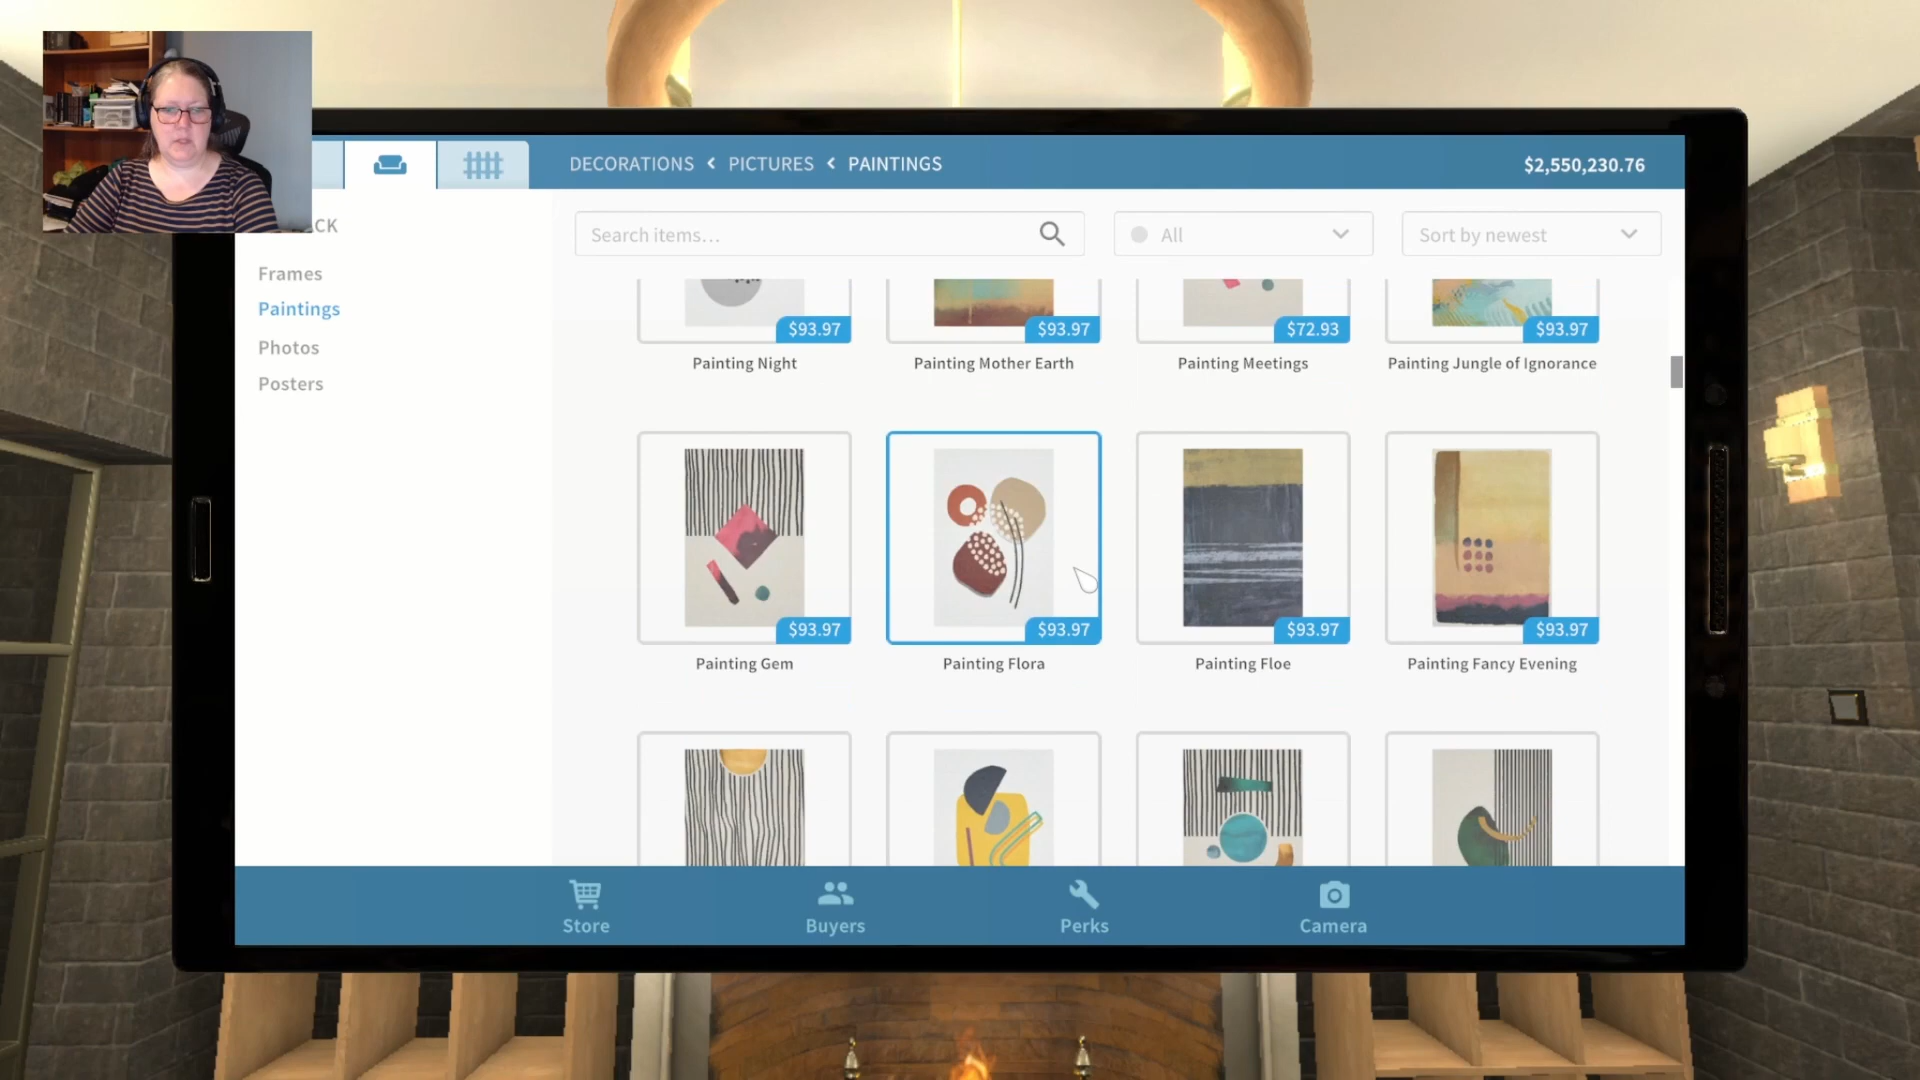 DECORATIONS < PICTURES < PAINTINGS
$2,550,230.76
CK
Search items...
All
Sort by newest
Frames
Paintings
Photos
Posters
$93.97
$93.97
$72.93
$93.97
Painting Night
Painting Mother Earth
Painting Meetings
Painting Jungle of Ignorance
$93.97
$93.97
$93.97
$93.97
Painting Gem
Painting Flora
Painting Floe
Painting Fancy Evening
Store
Buyers
Perks
Camera